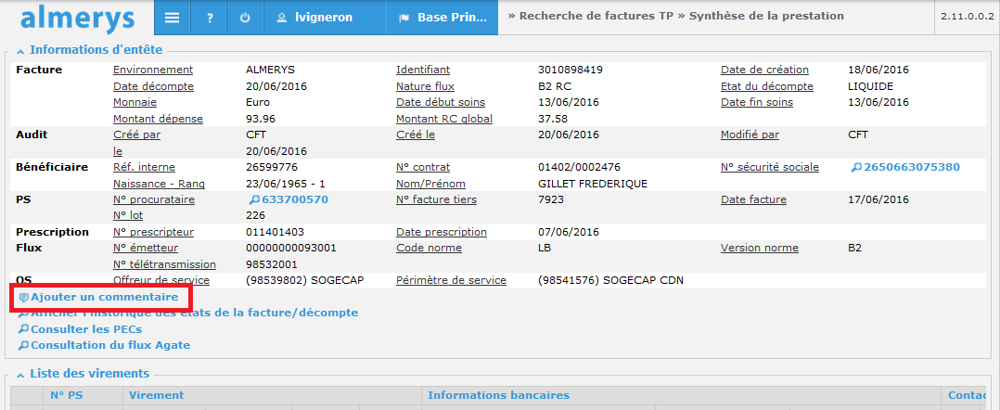 almerys ? lvigneron Base Prin... » Recherche de factures TP » Synthèse de la prestation 2.11.0.0.2
Informations d'entête
Facture Environnement ALMERYS Identifiant 3010898419 Date de création 18/06/2016
Date décompte 20/06/2016 Nature flux B2 RC Etat du décompte LIQUIDE
Monnaie Euro Date début soins 13/06/2016 Date fin soins 13/06/2016
Montant dépense 93.96 Montant RC global 37.58
Audit Créé par CFT Créé le 20/06/2016 Modifié par CFT
le 20/06/2016
Bénéficiaire Réf. interne 26599776 N° contrat 01402/0002476 N° sécurité sociale 2650663075380
Naissance - Rang 23/06/1965 - 1 Nom/Prénom GILLET FREDERIQUE
PS N° procurataire 633700570 N° facture tiers 7923 Date facture 17/06/2016
N° lot 226
Prescription N° prescripteur 011401403 Date prescription 07/06/2016
Flux N° émetteur 00000000093001 Code norme LB Version norme B2
N° télétransmission 98532001
OS Offreur de service (98539802) SOGECAP Périmètre de service (98541576) SOGECAP CDN
Ajouter un commentaire
Afficher l'historique des états de la facture/décompte
Consulter les PECs
Consultation du flux Agate
Liste des virements
N° PS Virement Informations bancaires Contac